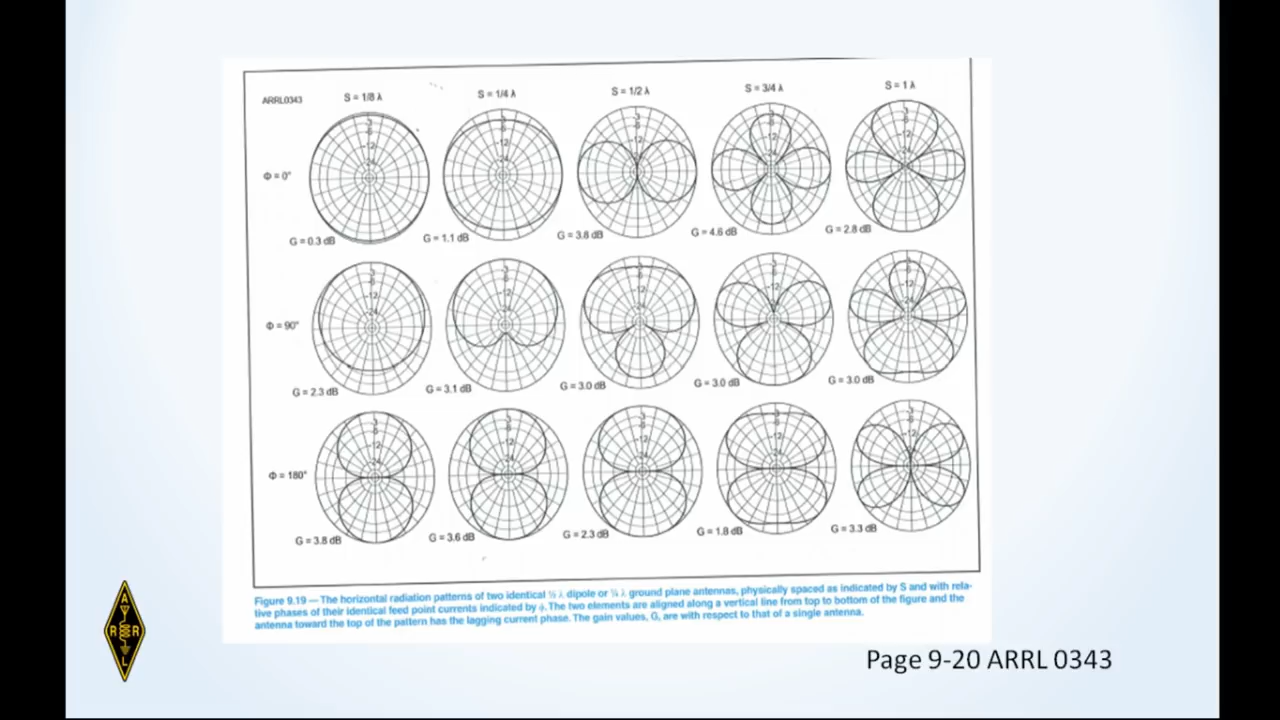 ARRL0343
S = 1/8 λ
S = 1/4 λ
S = 1/2 λ
S = 3/4 λ
S = 1 λ
Φ = 0°
G = 0.3 dB
G = 1.1 dB
G = 3.8 dB
G = 4.6 dB
G = 2.8 dB
Φ = 90°
G = 2.3 dB
G = 3.1 dB
G = 3.0 dB
G = 3.0 dB
G = 3.0 dB
Φ = 180°
G = 3.8 dB
G = 3.6 dB
G = 2.3 dB
G = 1.8 dB
G = 3.3 dB
Figure 9.19 — The horizontal radiation patterns of two identical ½ λ dipole or ¼ λ ground plane antennas, physically spaced as indicated by S and with rela-
tive phases of their identical feed point currents indicated by ϕ. The two elements are aligned along a vertical line from top to bottom of the figure and the
antenna toward the top of the pattern has the lagging current phase. The gain values, G, are with respect to that of a single antenna.
A
R R
L
Page 9-20 ARRL 0343